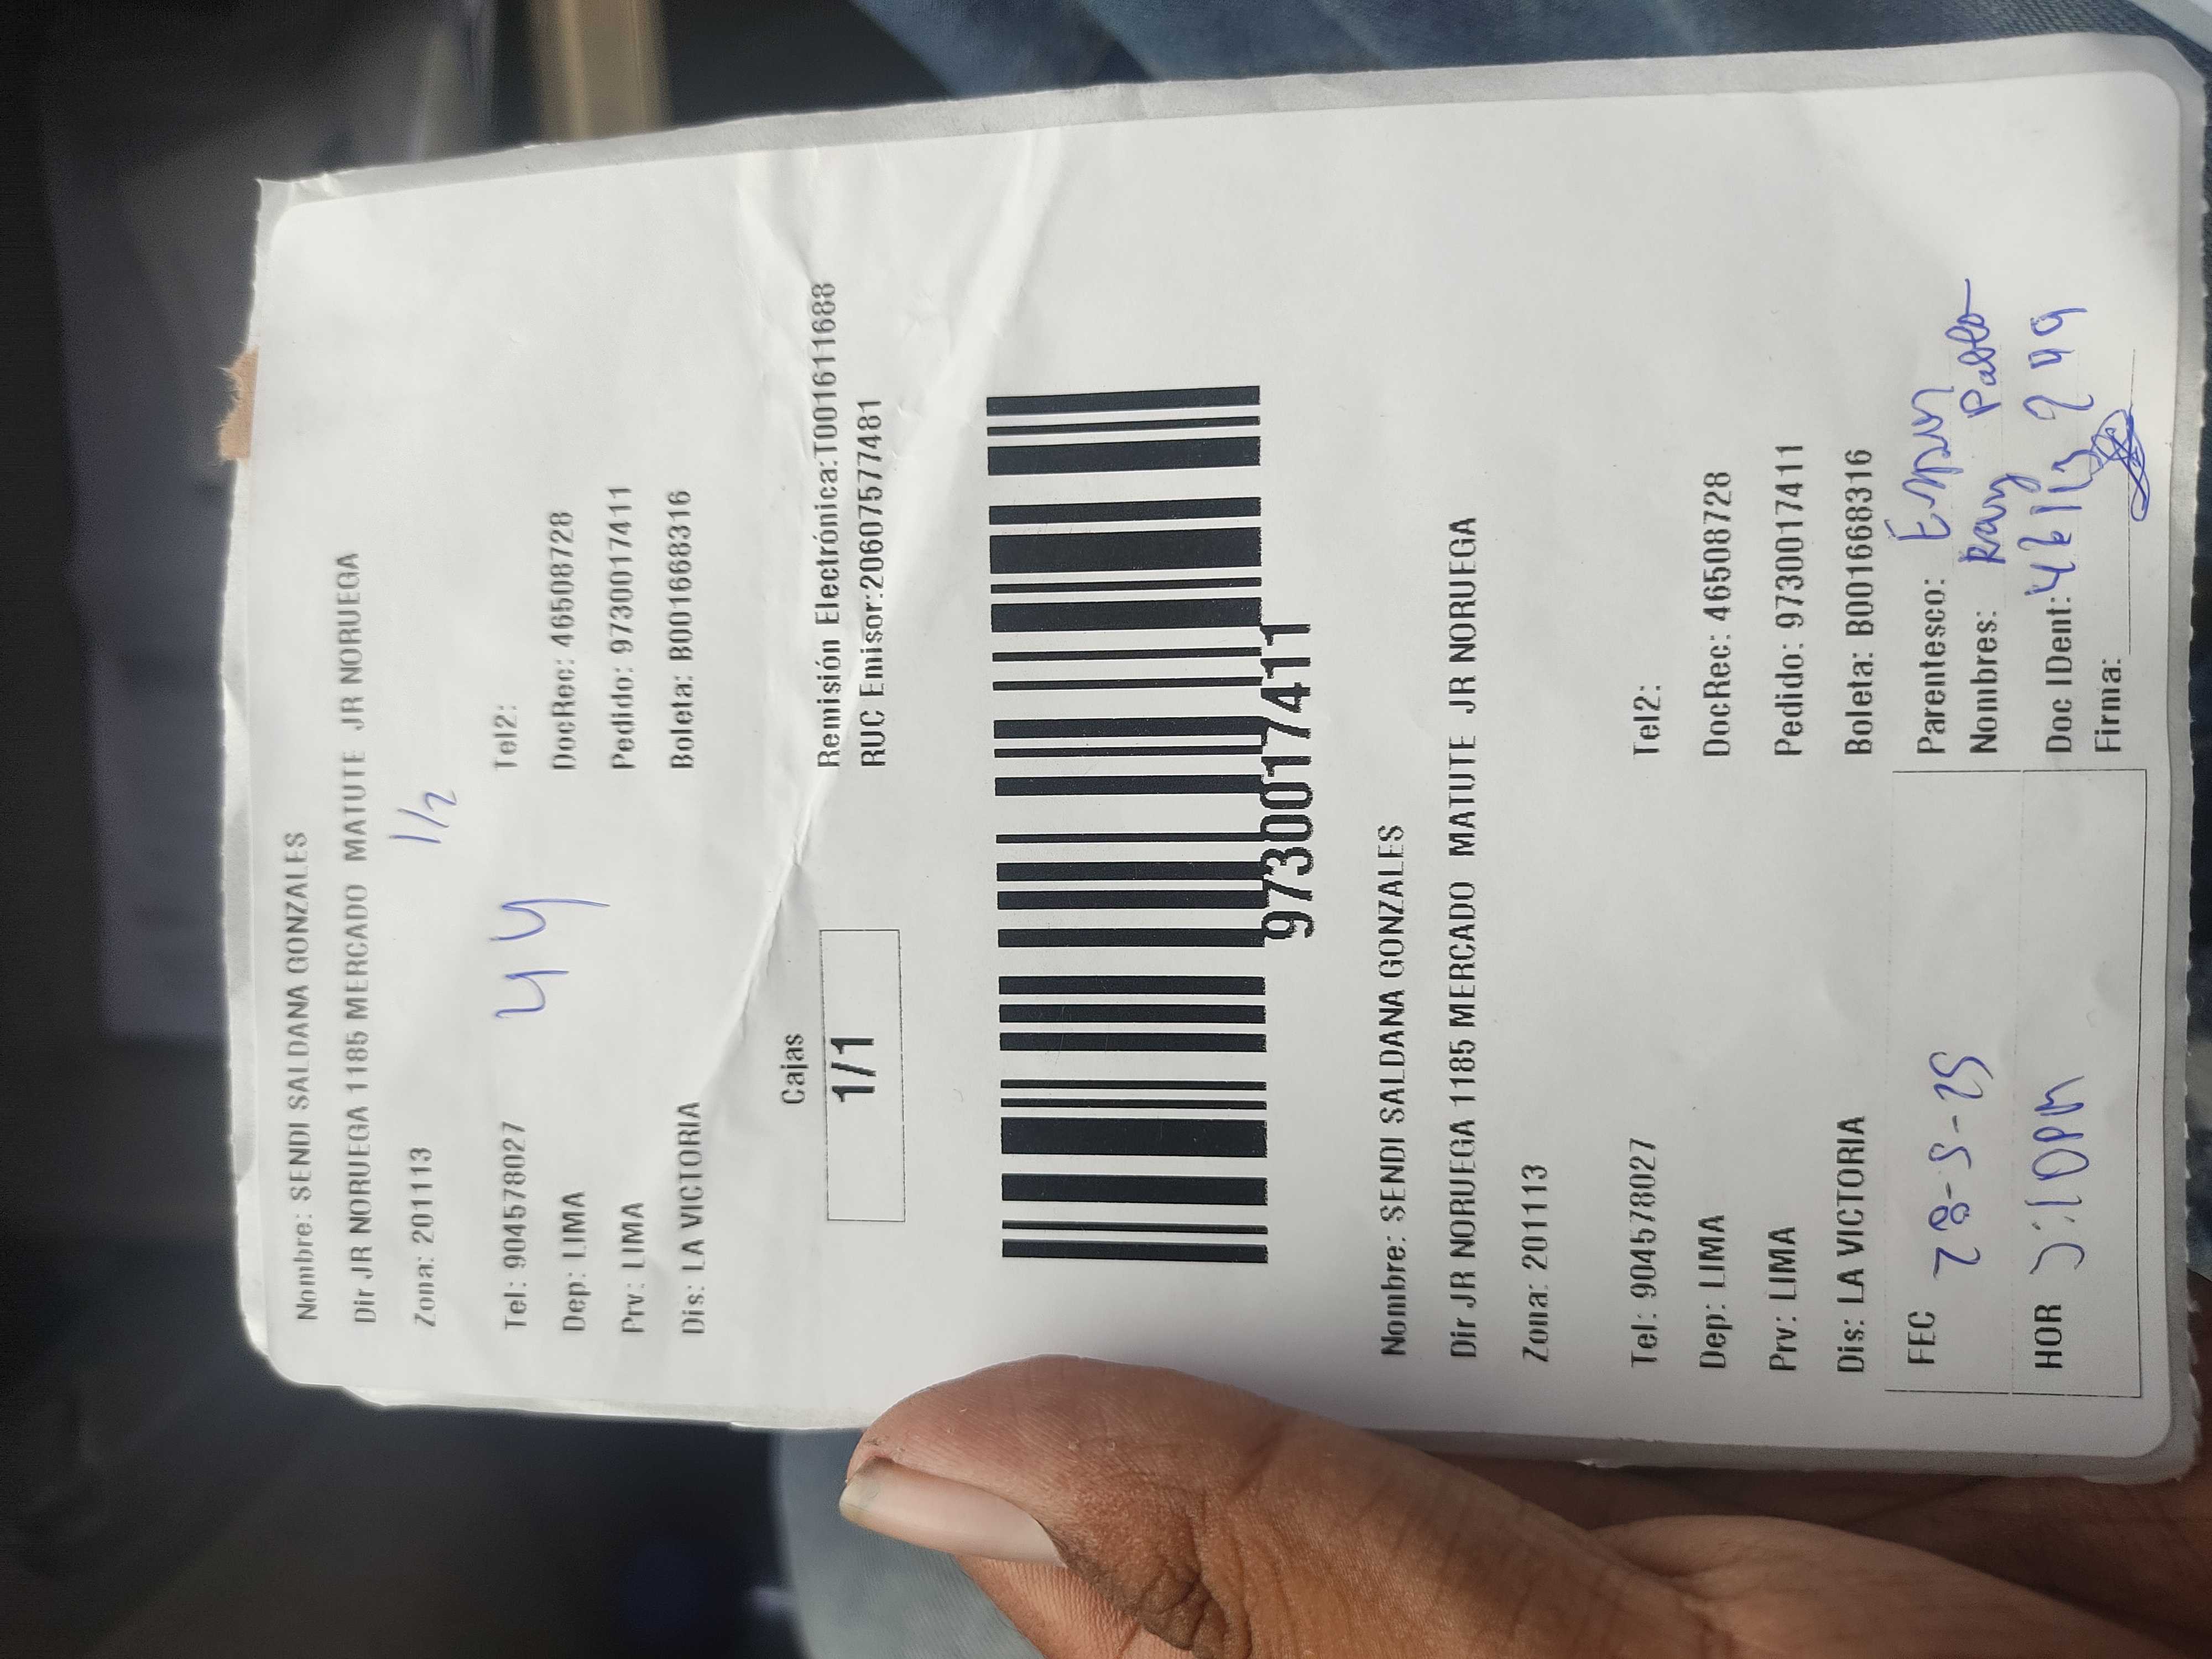 Nombre: SENDI SALDANA GONZALES
Dir JR NORUEGA 1185 MERCADO MATUTE JR NORUEGA
Zona: 201113
1/2
Tel: 904578027 44 Tel2:
Dep: LIMA DocRec: 46508728
Prv: LIMA Pedido: 9730017411
Dis: LA VICTORIA Boleta: B001668316
Cajas
1/1
Remisión Electrónica:T001611688
RUC Emisor:20607577481
9730017411
Nombre: SENDI SALDANA GONZALES
Dir JR NORUEGA 1185 MERCADO MATUTE JR NORUEGA
Zona: 201113
Tel: 904578027 Tel2:
Dep: LIMA DocRec: 46508728
Prv: LIMA Pedido: 9730017411
Dis: LA VICTORIA Boleta: B001668316
FEC 28-5-25
HOR :10PM
Parentesco:
Nombres: Pablo
Doc IDent:
Firma: